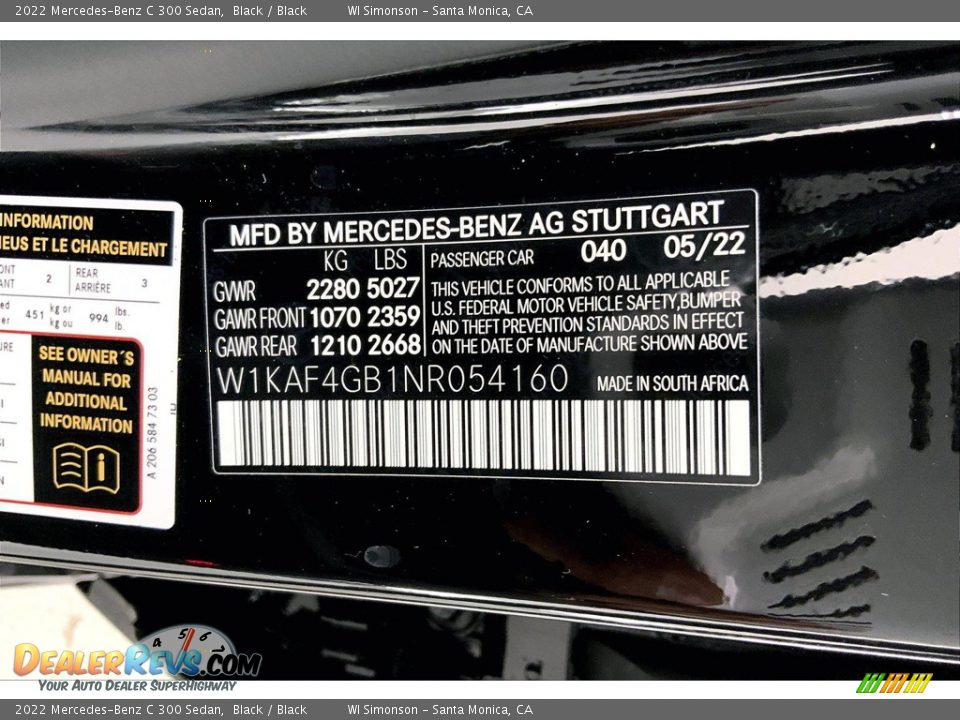 2022 Mercedes-Benz C 300 Sedan, Black / Black WI Simonson - Santa Monica, CA
INFORMATION
NEUS ET LE CHARGEMENT
2
REAR
ARRIÈRE
3
451 kg or
kg ou
994 lbs.
lb.
SEE OWNER´S
MANUAL FOR
ADDITIONAL
INFORMATION
A 206 584 73 03
MFD BY MERCEDES-BENZ AG STUTTGART
KG LBS
GVWR 2280 5027
GAWR FRONT 1070 2359
GAWR REAR 1210 2668
PASSENGER CAR 040 05/22
THIS VEHICLE CONFORMS TO ALL APPLICABLE
U.S. FEDERAL MOTOR VEHICLE SAFETY,BUMPER
AND THEFT PREVENTION STANDARDS IN EFFECT
ON THE DATE OF MANUFACTURE SHOWN ABOVE
W1KAF4GB1NR054160 MADE IN SOUTH AFRICA
4 5 6
DEALERREVS.COM
YOUR AUTO DEALER SUPERHIGHWAY
2022 Mercedes-Benz C 300 Sedan, Black / Black WI Simonson - Santa Monica, CA